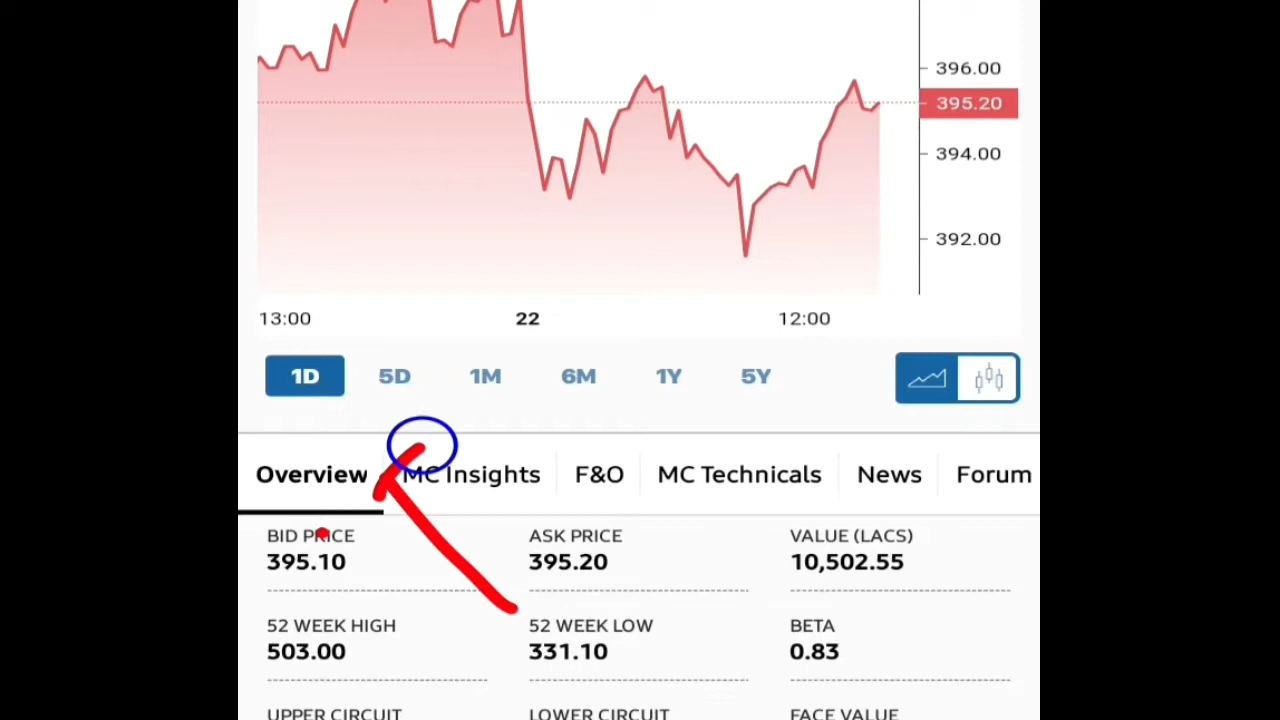 396.00
395.20
394.00
392.00
13:00 22 12:00
1D 5D 1M 6M 1Y 5Y
Overview MC Insights F&O MC Technicals News Forum
BID PRICE ASK PRICE VALUE (LACS)
395.10 395.20 10,502.55
52 WEEK HIGH 52 WEEK LOW BETA
503.00 331.10 0.83
UPPER CIRCUIT LOWER CIRCUIT FACE VALUE